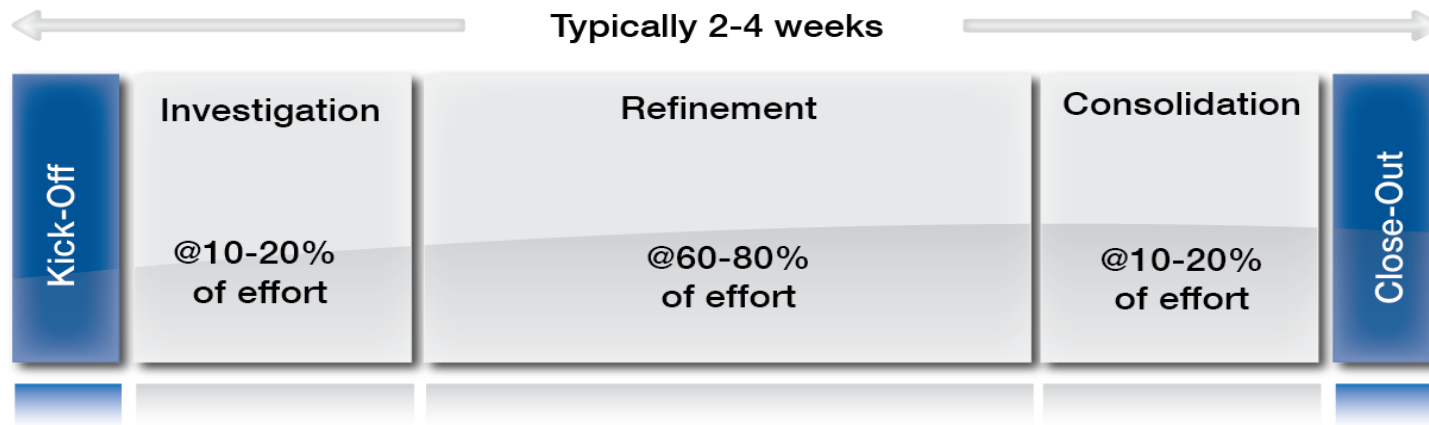 Typically 2-4 weeks
Kick-Off
Investigation
@10-20%
of effort
Refinement
@60-80%
of effort
Consolidation
@10-20%
of effort
Close-Out